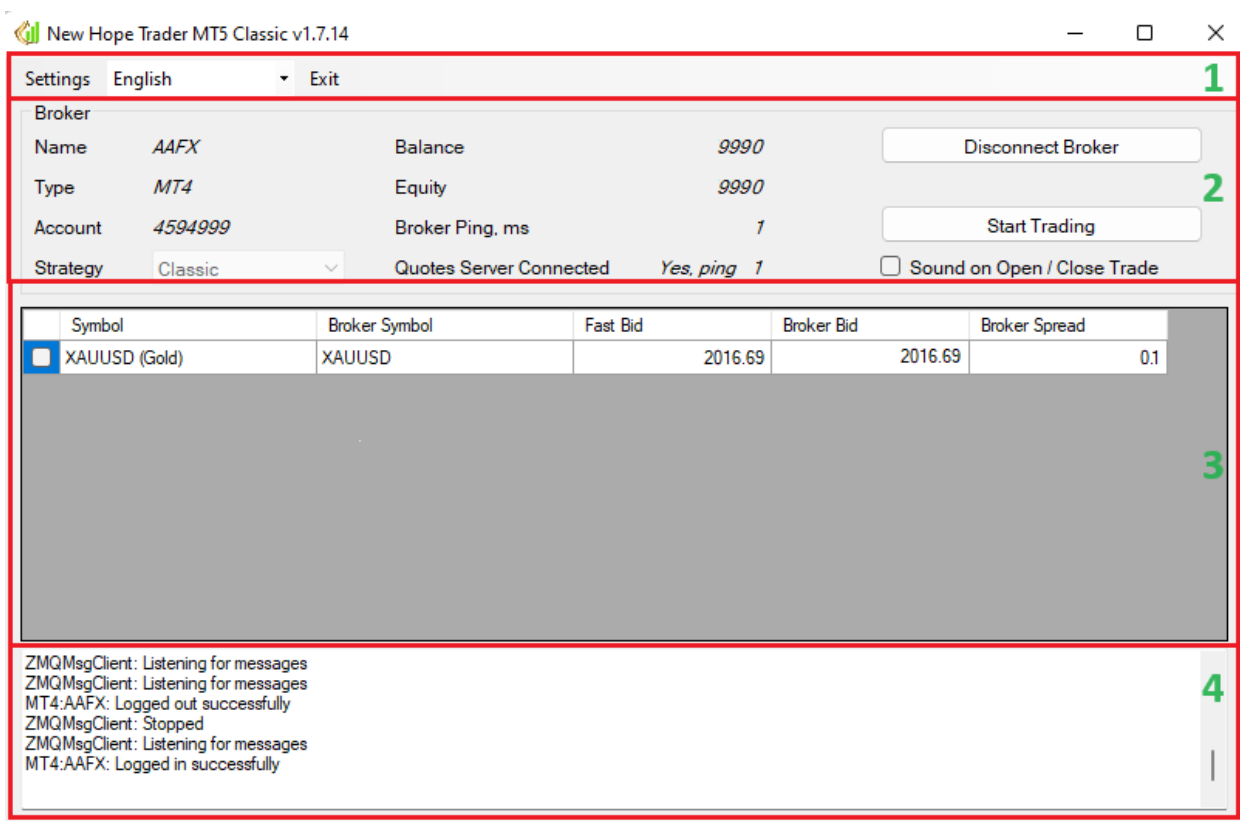 New Hope Trader MT5 Classic v1.7.14
Settings English Exit 1
Broker
Name AAFX Balance 9990 Disconnect Broker
Type MT4 Equity 9990 2
Account 4594999 Broker Ping, ms 1 Start Trading
Strategy Classic Quotes Server Connected Yes, ping 1 Sound on Open / Close Trade
Symbol Broker Symbol Fast Bid Broker Bid Broker Spread
XAUUSD (Gold) XAUUSD 2016.69 2016.69 0.1
3
ZMQMsgClient: Listening for messages
ZMQMsgClient: Listening for messages
4
MT4:AAFX: Logged out successfully
ZMQMsgClient: Stopped
ZMQMsgClient: Listening for messages
MT4:AAFX: Logged in successfully